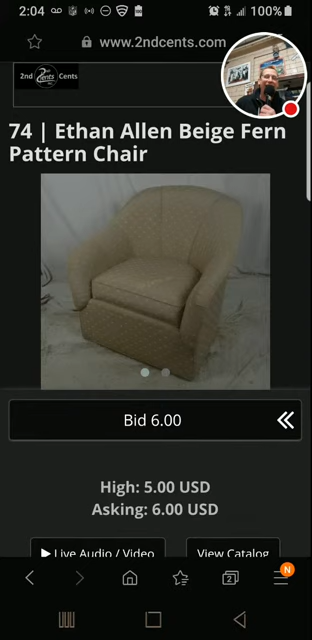 2:04
100%
www.2ndcents.com
2nd Cents Cents
74 | Ethan Allen Beige Fern
Pattern Chair
Bid 6.00
High: 5.00 USD
Asking: 6.00 USD
Live Audio / Video
View Catalog
2
N